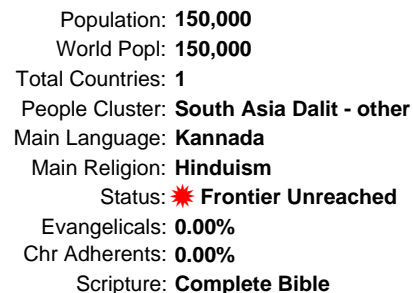 Population: 150,000
World Popl: 150,000
Total Countries: 1
People Cluster: South Asia Dalit - other
Main Language: Kannada
Main Religion: Hinduism
Status: Frontier Unreached
Evangelicals: 0.00%
Chr Adherents: 0.00%
Scripture: Complete Bible